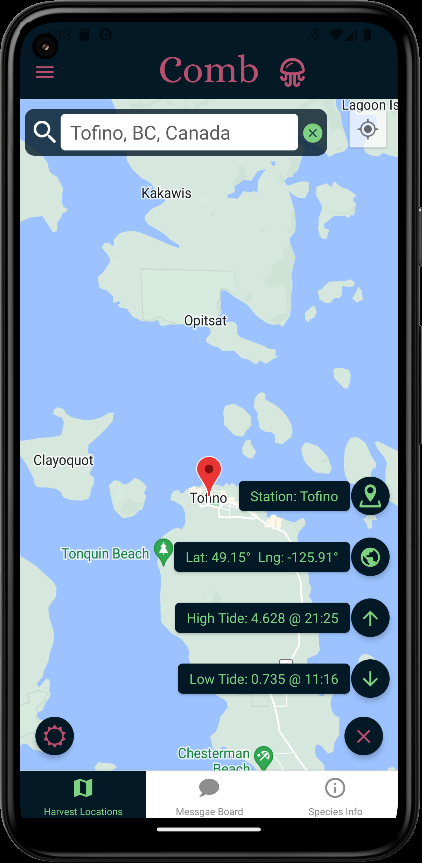 Comb
Lagoon Is
Tofino, BC, Canada
Kakawis
Opitsat
Clayoquot
Tofino
Station: Tofino
Tonquin Beach
Lat: 49.15° Lng: -125.91°
High Tide: 4.628 @ 21:25
Low Tide: 0.735 @ 11:16
Chesterman
Beach
Harvest Locations
Messgae Board
Species Info